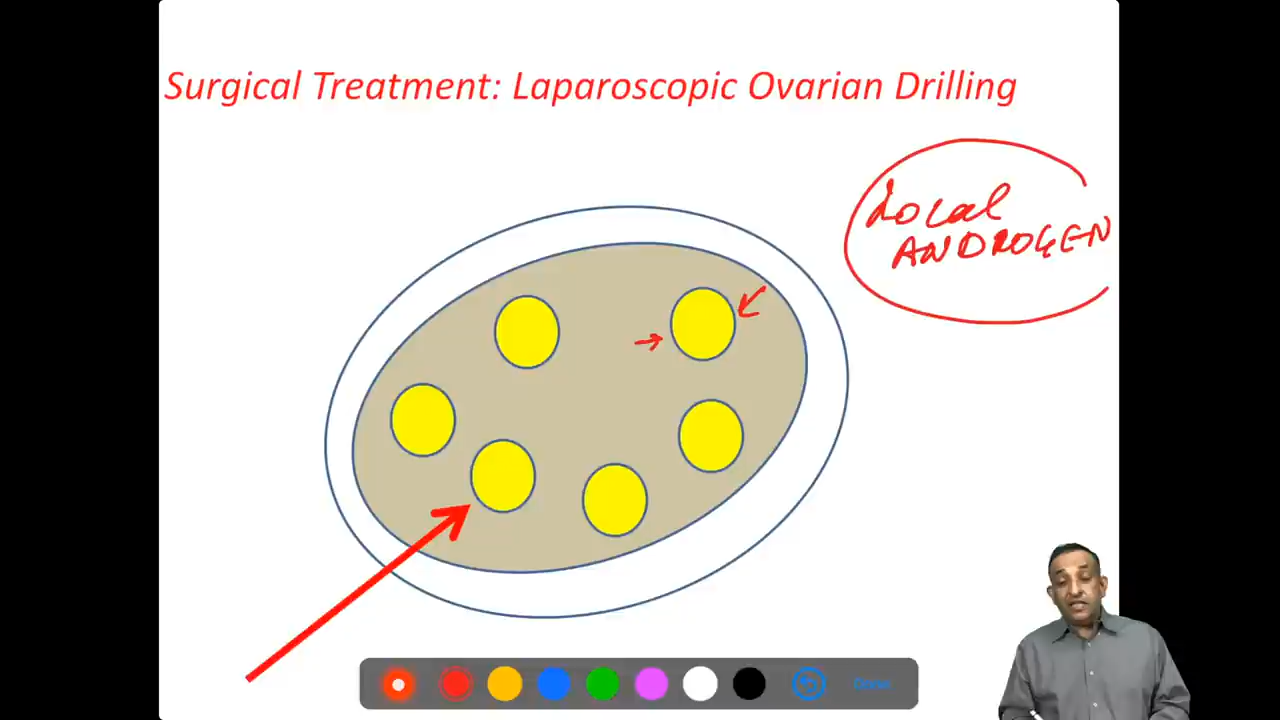 Surgical Treatment: Laparoscopic Ovarian Drilling
Local
ANDROGEN
Done